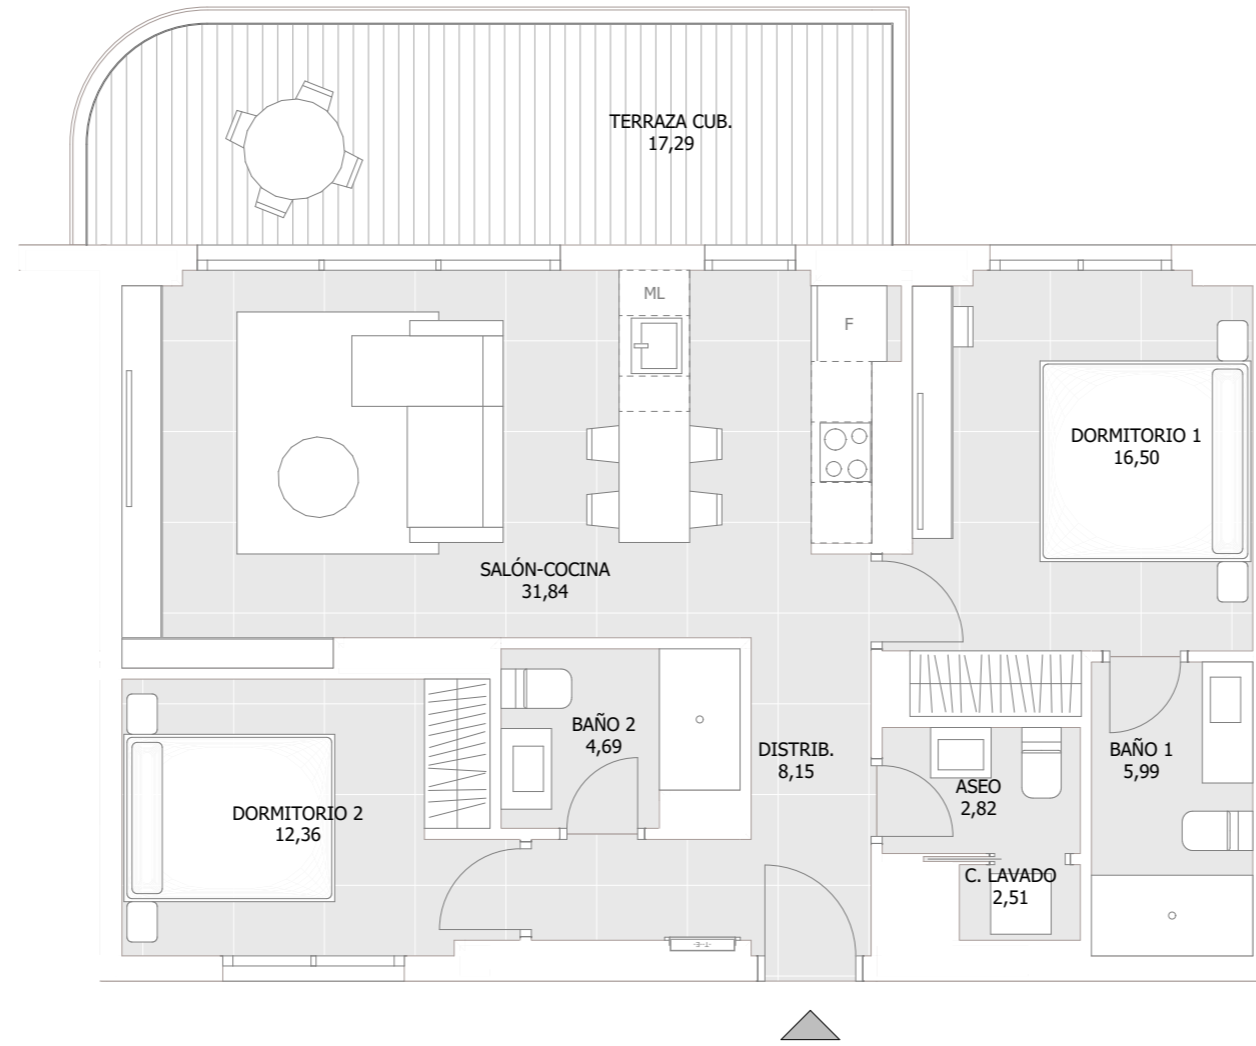 TERRAZA CUB.
17,29
ML
F
DORMITORIO 1
16,50
SALÓN-COCINA
31,84
BAÑO 2
4,69
DISTRIB.
8,15
BAÑO 1
5,99
ASEO
2,82
DORMITORIO 2
12,36
C. LAVADO
2,51